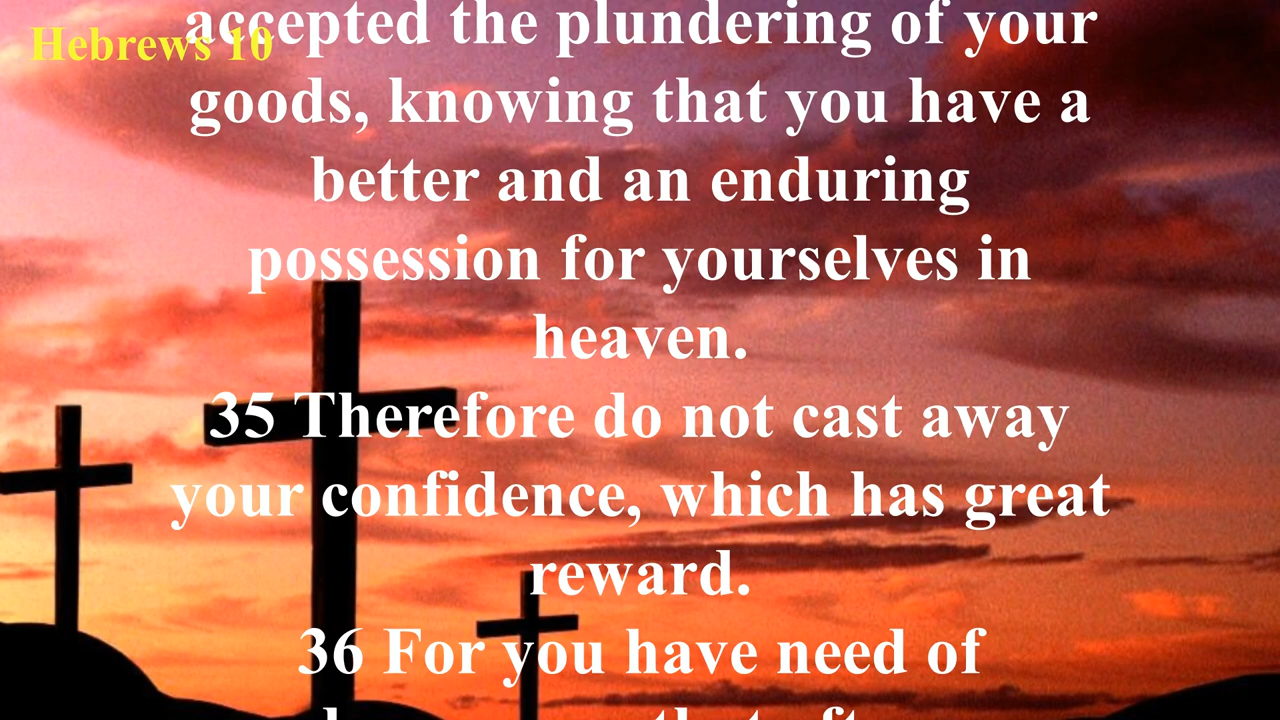 Hebrews 10
accepted the plundering of your
goods, knowing that you have a
better and an enduring
possession for yourselves in
heaven.
35 Therefore do not cast away
your confidence, which has great
reward.
36 For you have need of
that